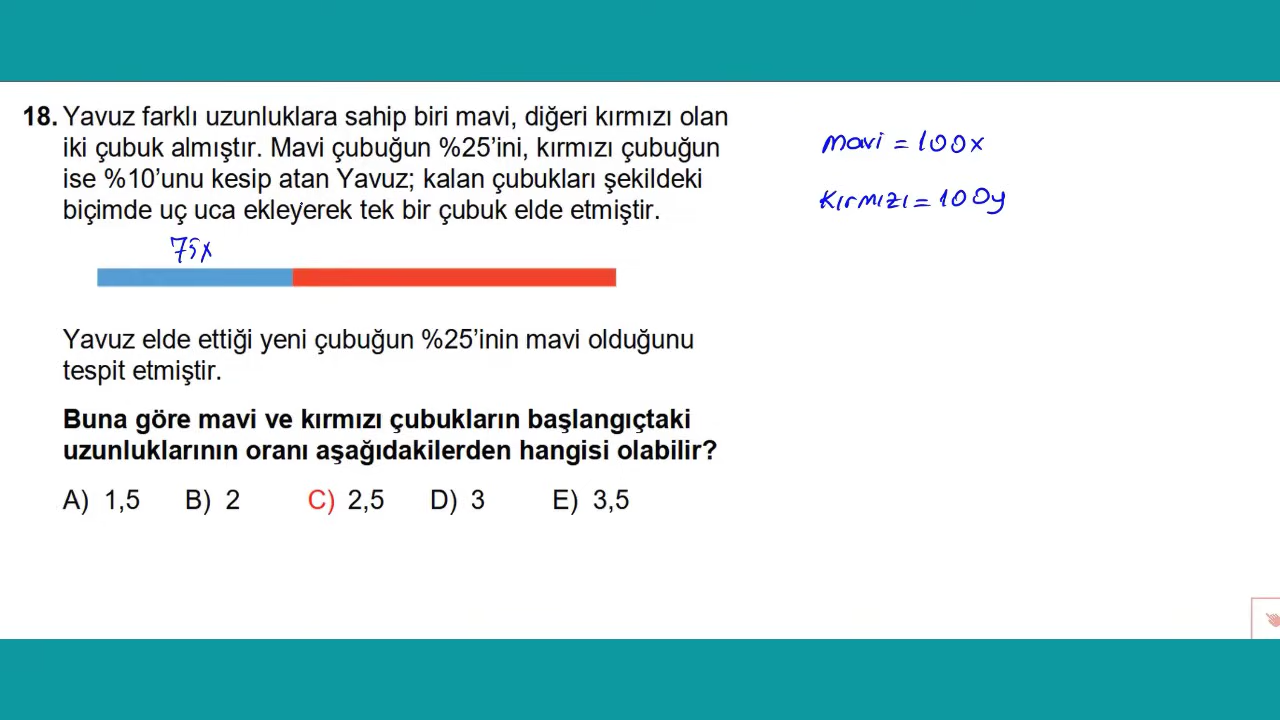 18. Yavuz farklı uzunluklara sahip biri mavi, diğeri kırmızı olan
iki çubuk almıştır. Mavi çubuğun %25’ini, kırmızı çubuğun
ise %10’unu kesip atan Yavuz; kalan çubukları şekildeki
biçimde uç uca ekleyerek tek bir çubuk elde etmiştir.
75x
Yavuz elde ettiği yeni çubuğun %25’inin mavi olduğunu
tespit etmiştir.
Buna göre mavi ve kırmızı çubukların başlangıçtaki
uzunluklarının oranı aşağıdakilerden hangisi olabilir?
A) 1,5 B) 2 C) 2,5 D) 3 E) 3,5
mavi = 100x
kırmızı = 100y